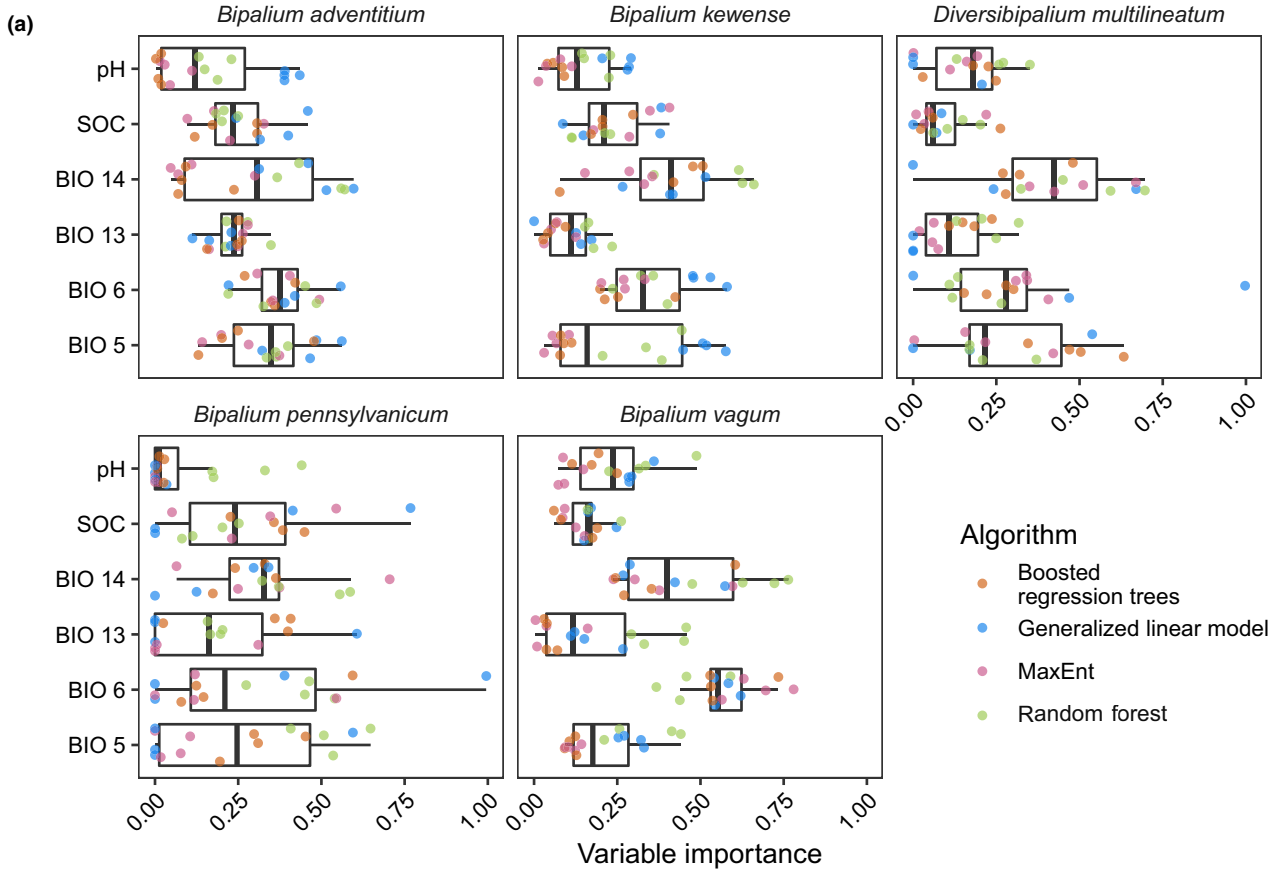 (a)
Bipalium adventitium
Bipalium kewense
Diversibipalium multilineatum
pH
SOC
BIO 14
BIO 13
BIO 6
BIO 5
0.00
0.25
0.50
0.75
1.00
Bipalium pennsylvanicum
Bipalium vagum
pH
SOC
BIO 14
BIO 13
BIO 6
BIO 5
0.00
0.25
0.50
0.75
1.00
0.00
0.25
0.50
0.75
1.00
Variable importance
Algorithm
Boosted
regression trees
Generalized linear model
MaxEnt
Random forest